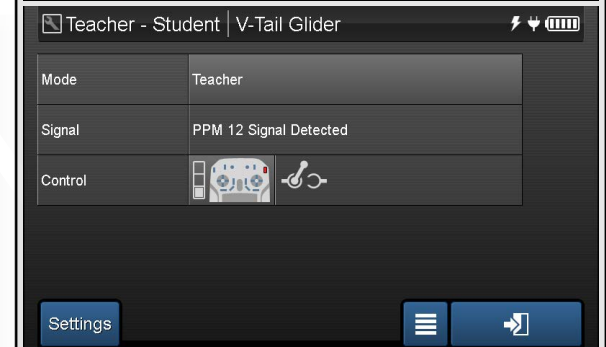 Teacher - Student | V-Tail Glider
Mode Teacher
Signal PPM 12 Signal Detected
Control
Settings